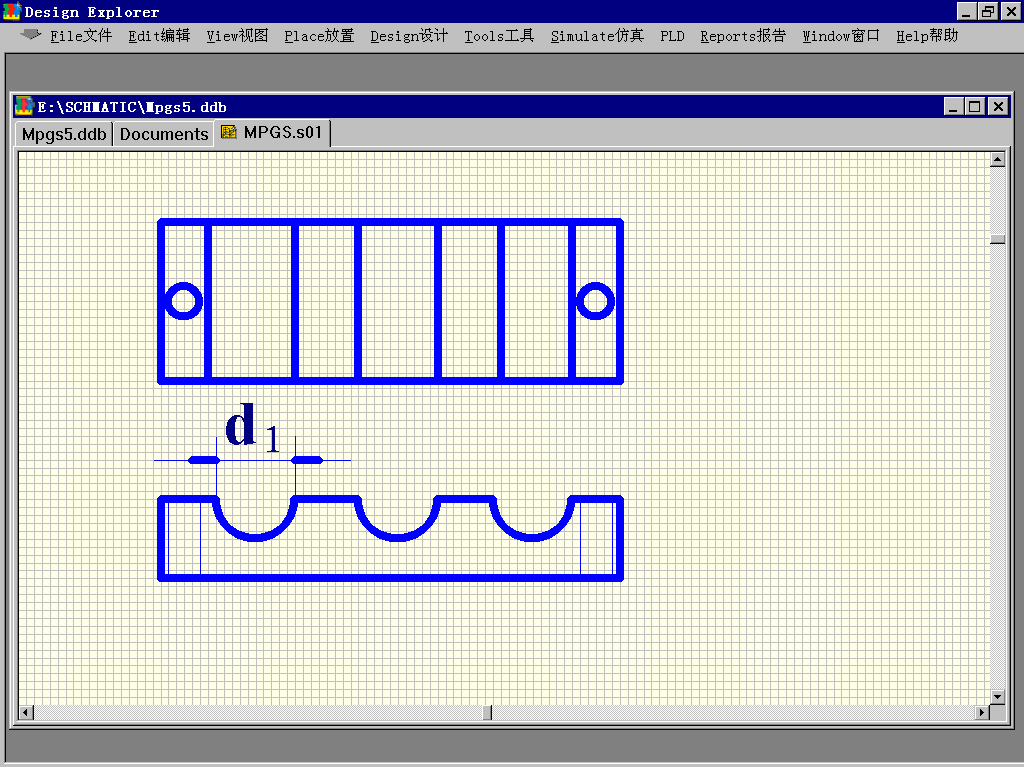 Design Explorer
File文件 Edit编辑 View视图 Place放置 Design设计 Tools工具 Simulate仿真 PLD Reports报告 Window窗口 Help帮助
E:\SCHMATIC\Mpgs5.ddb
Mpgs5.ddb Documents MPGS.s01
d1